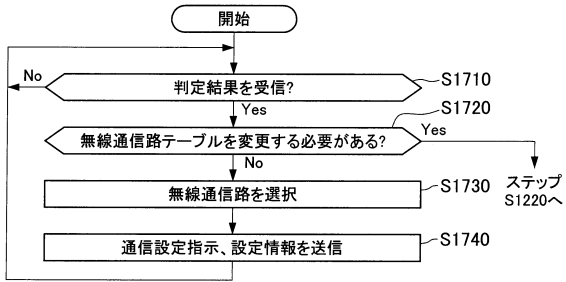 開始
No
判定結果を受信?
S1710
Yes
S1720
無線通信路テーブルを変更する必要がある?
Yes
No
ステップ
S1220へ
無線通信路を選択
S1730
通信設定指示、設定情報を送信
S1740